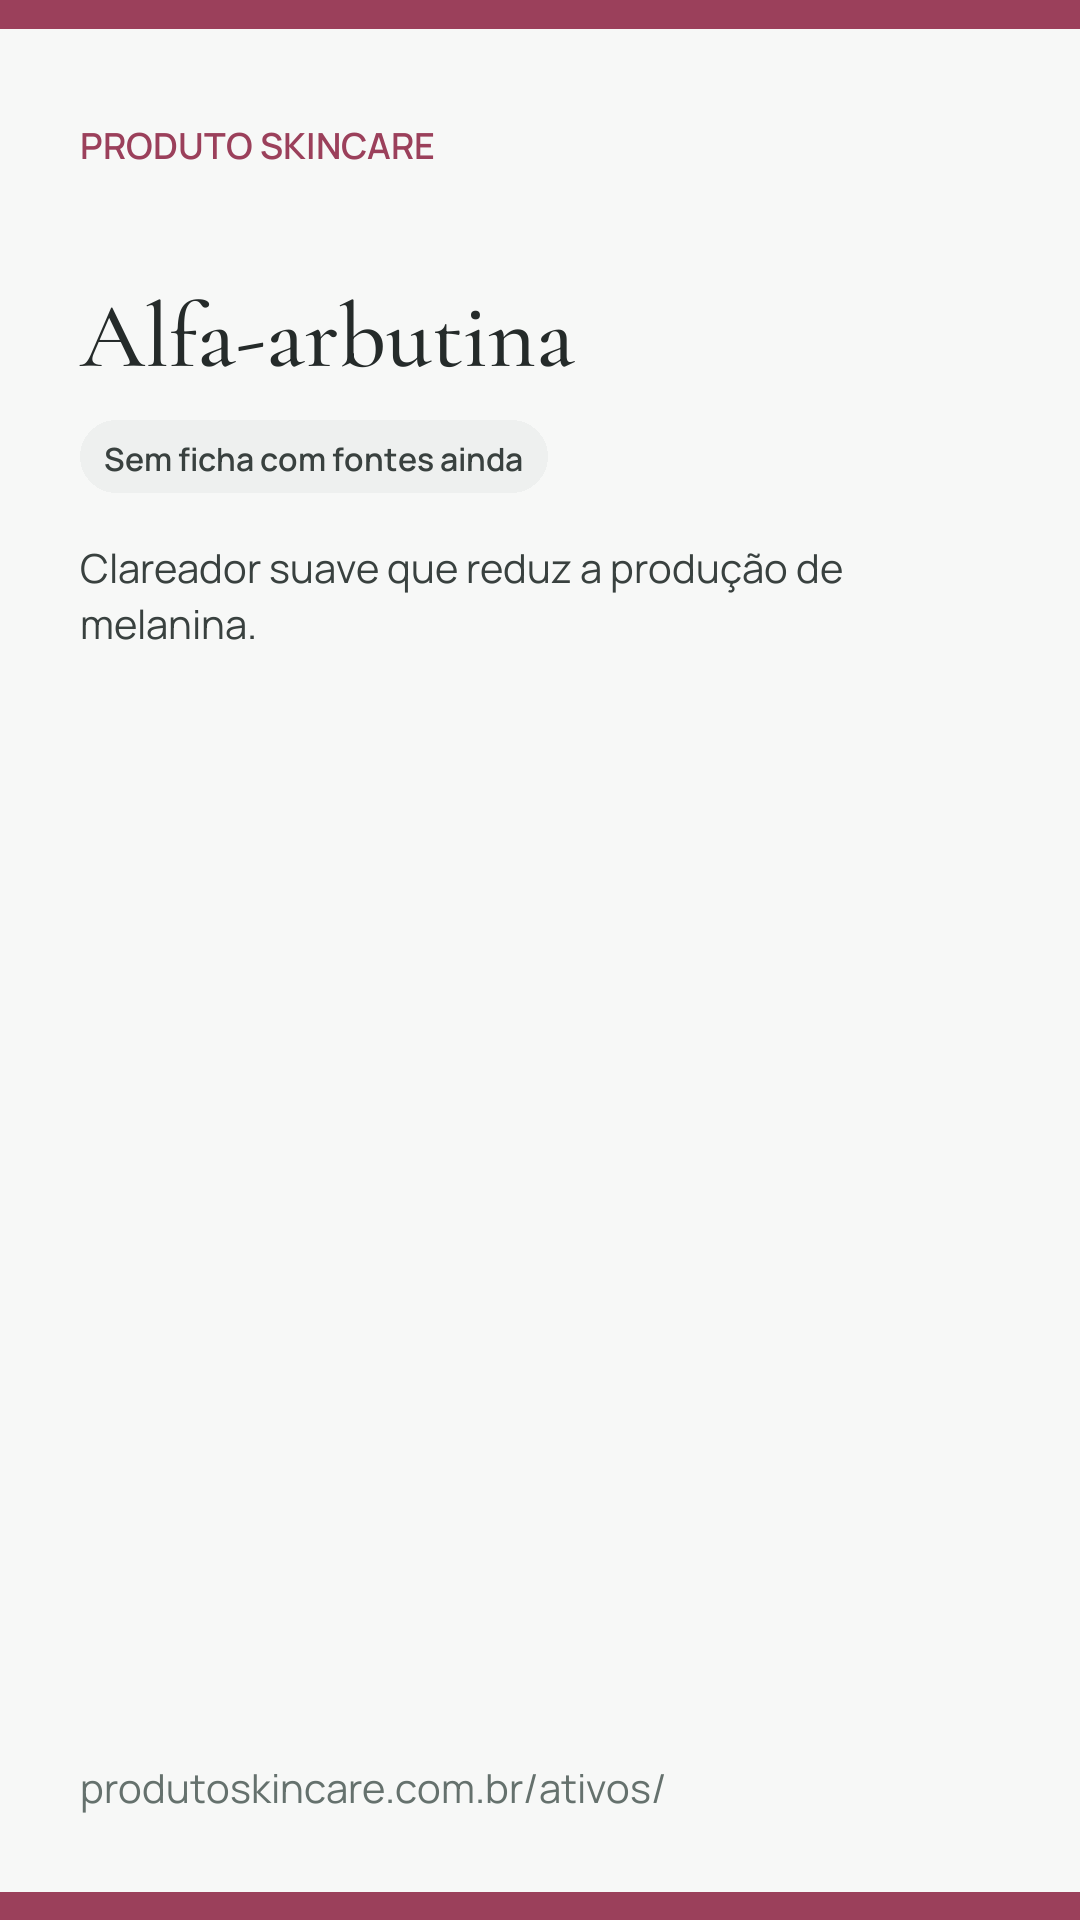 PRODUTO SKINCARE
Alfa-arbutina
Sem ficha com fontes ainda
Clareador suave que reduz a produção de
melanina.
produtoskincare.com.br/ativos/